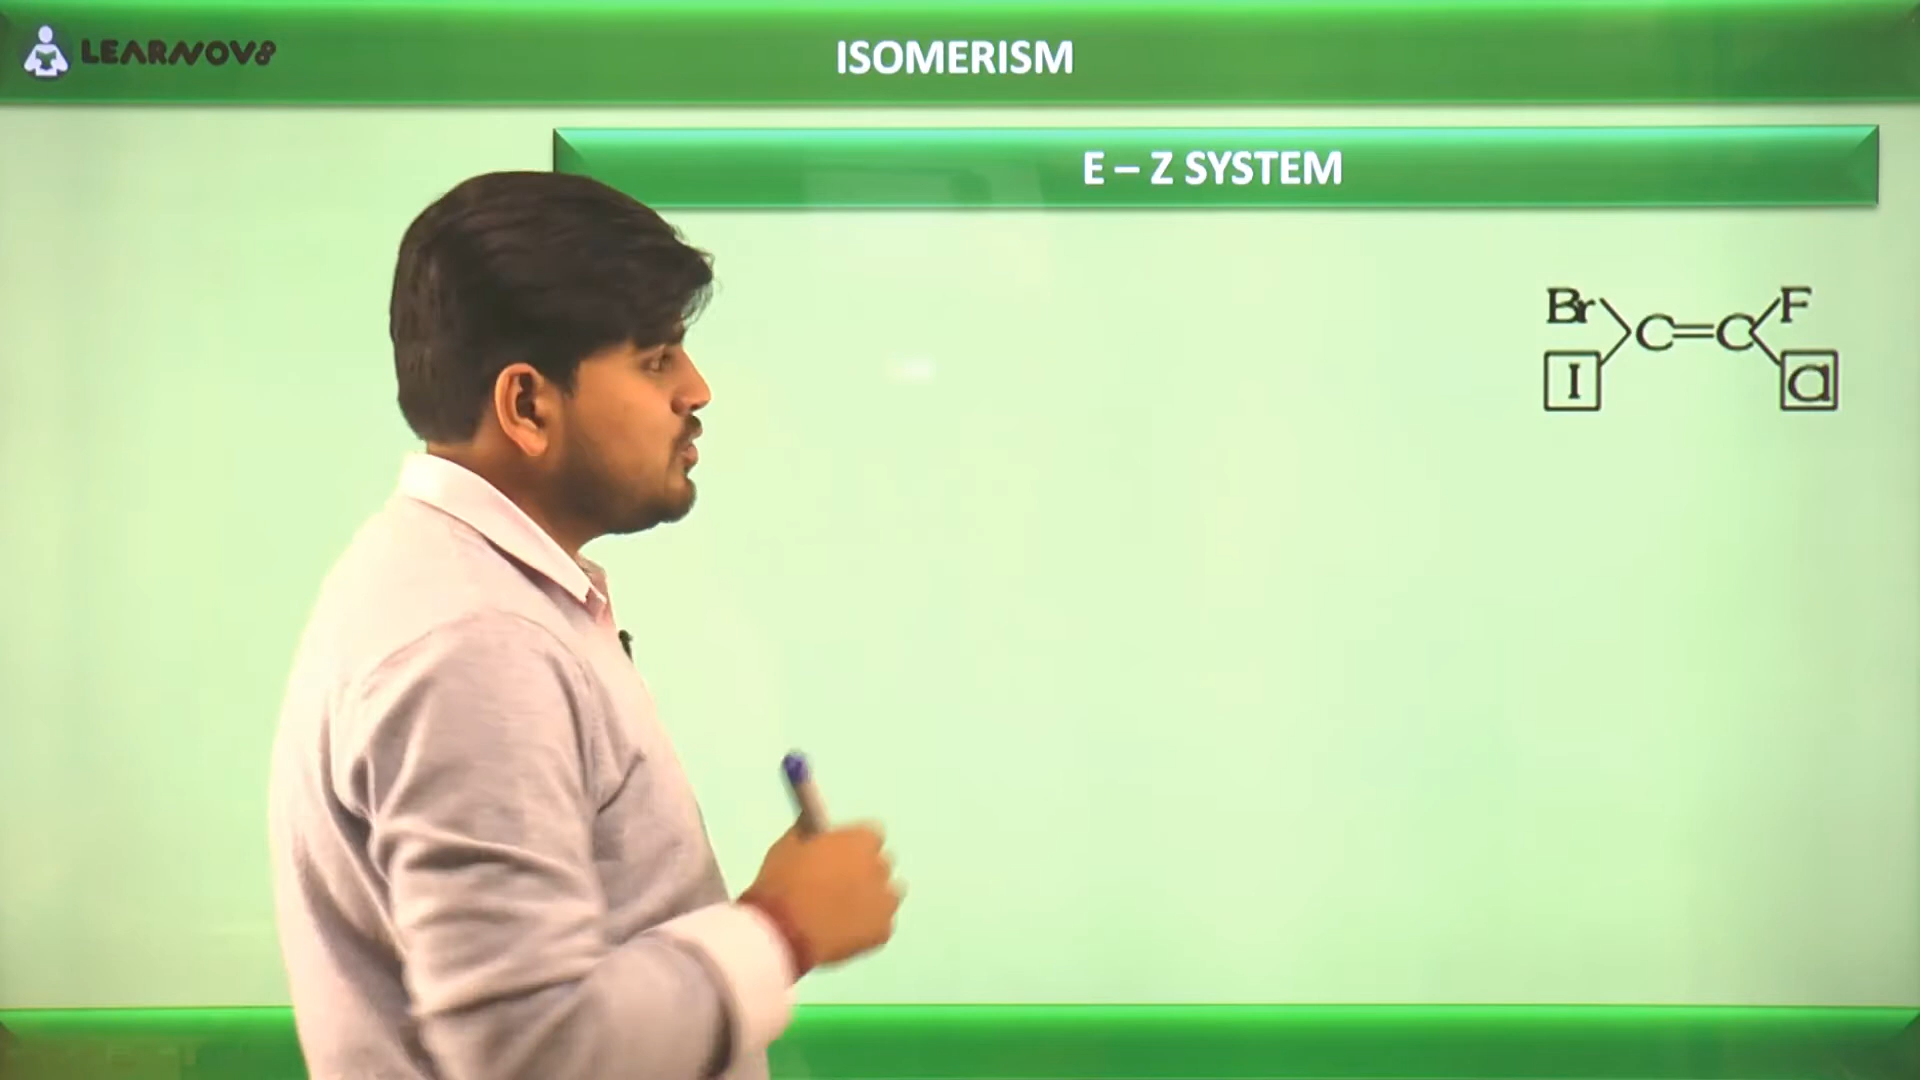 LEARNOV8
ISOMERISM
E – Z SYSTEM
Br F
C=C
I Cl